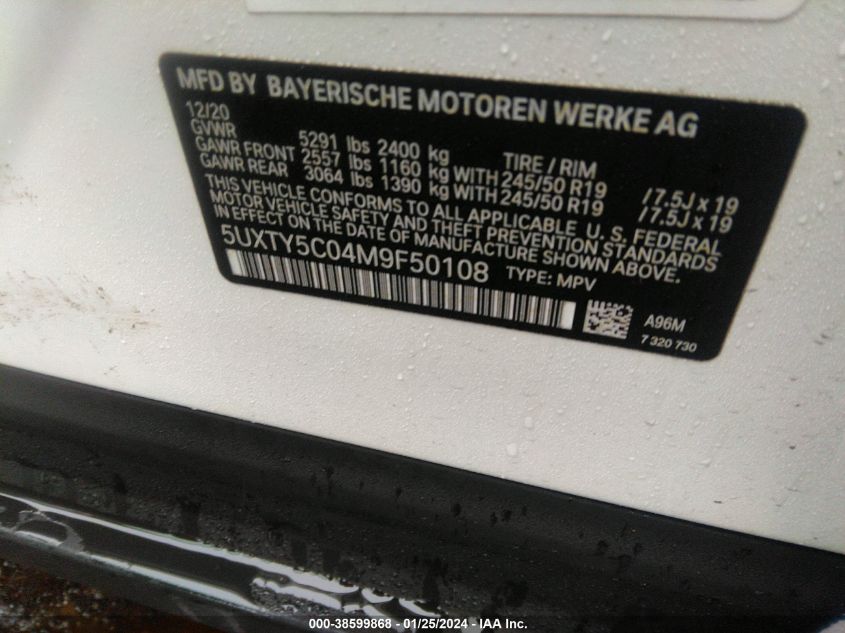 MFD BY BAYERISCHE MOTOREN WERKE AG
12/20
GVWR 5291 lbs 2400 kg TIRE / RIM
GAWR FRONT 2557 lbs 1160 kg WITH 245/50 R19 / 7.5J x 19
GAWR REAR 3064 lbs 1390 kg WITH 245/50 R19 / 7.5J x 19
THIS VEHICLE CONFORMS TO ALL APPLICABLE U. S. FEDERAL
MOTOR VEHICLE SAFETY AND THEFT PREVENTION STANDARDS
IN EFFECT ON THE DATE OF MANUFACTURE SHOWN ABOVE.
5UXTY5C04M9F50108 TYPE: MPV
A96M
7 320 730
000-38599868 - 01/25/2024 - IAA Inc.